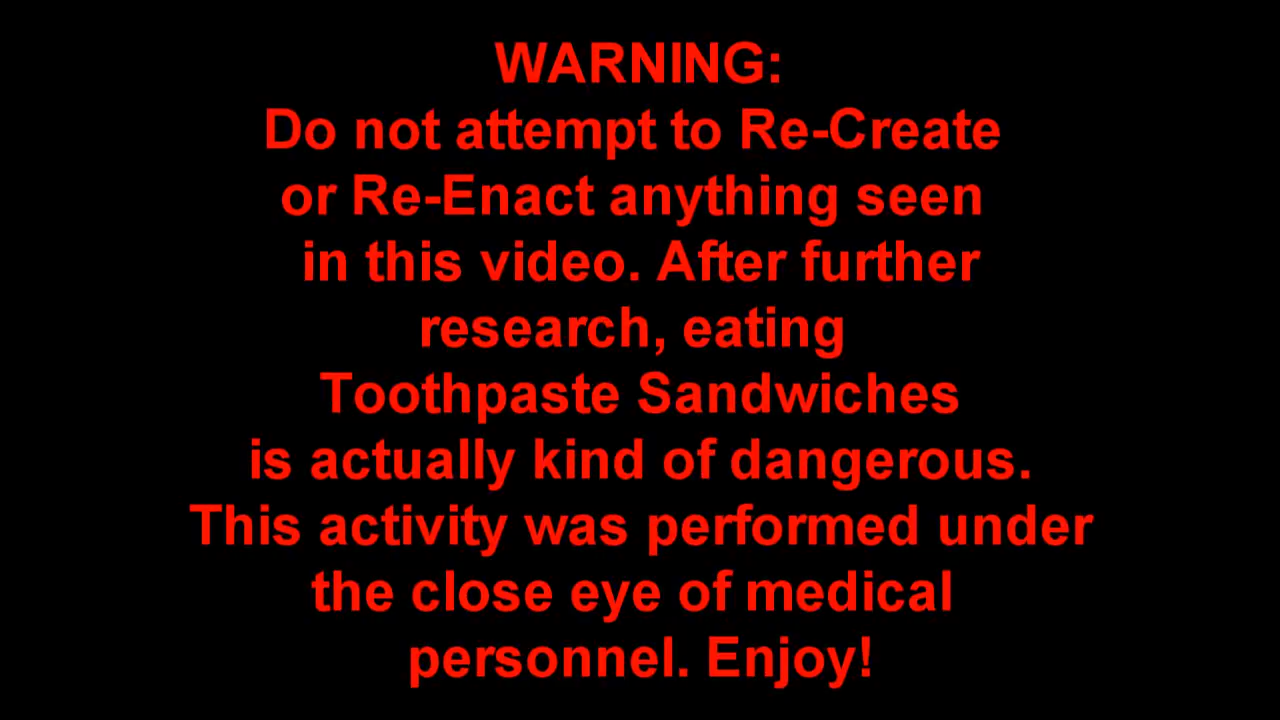 WARNING:
Do not attempt to Re-Create
or Re-Enact anything seen
in this video. After further
research, eating
Toothpaste Sandwiches
is actually kind of dangerous.
This activity was performed under
the close eye of medical
personnel. Enjoy!